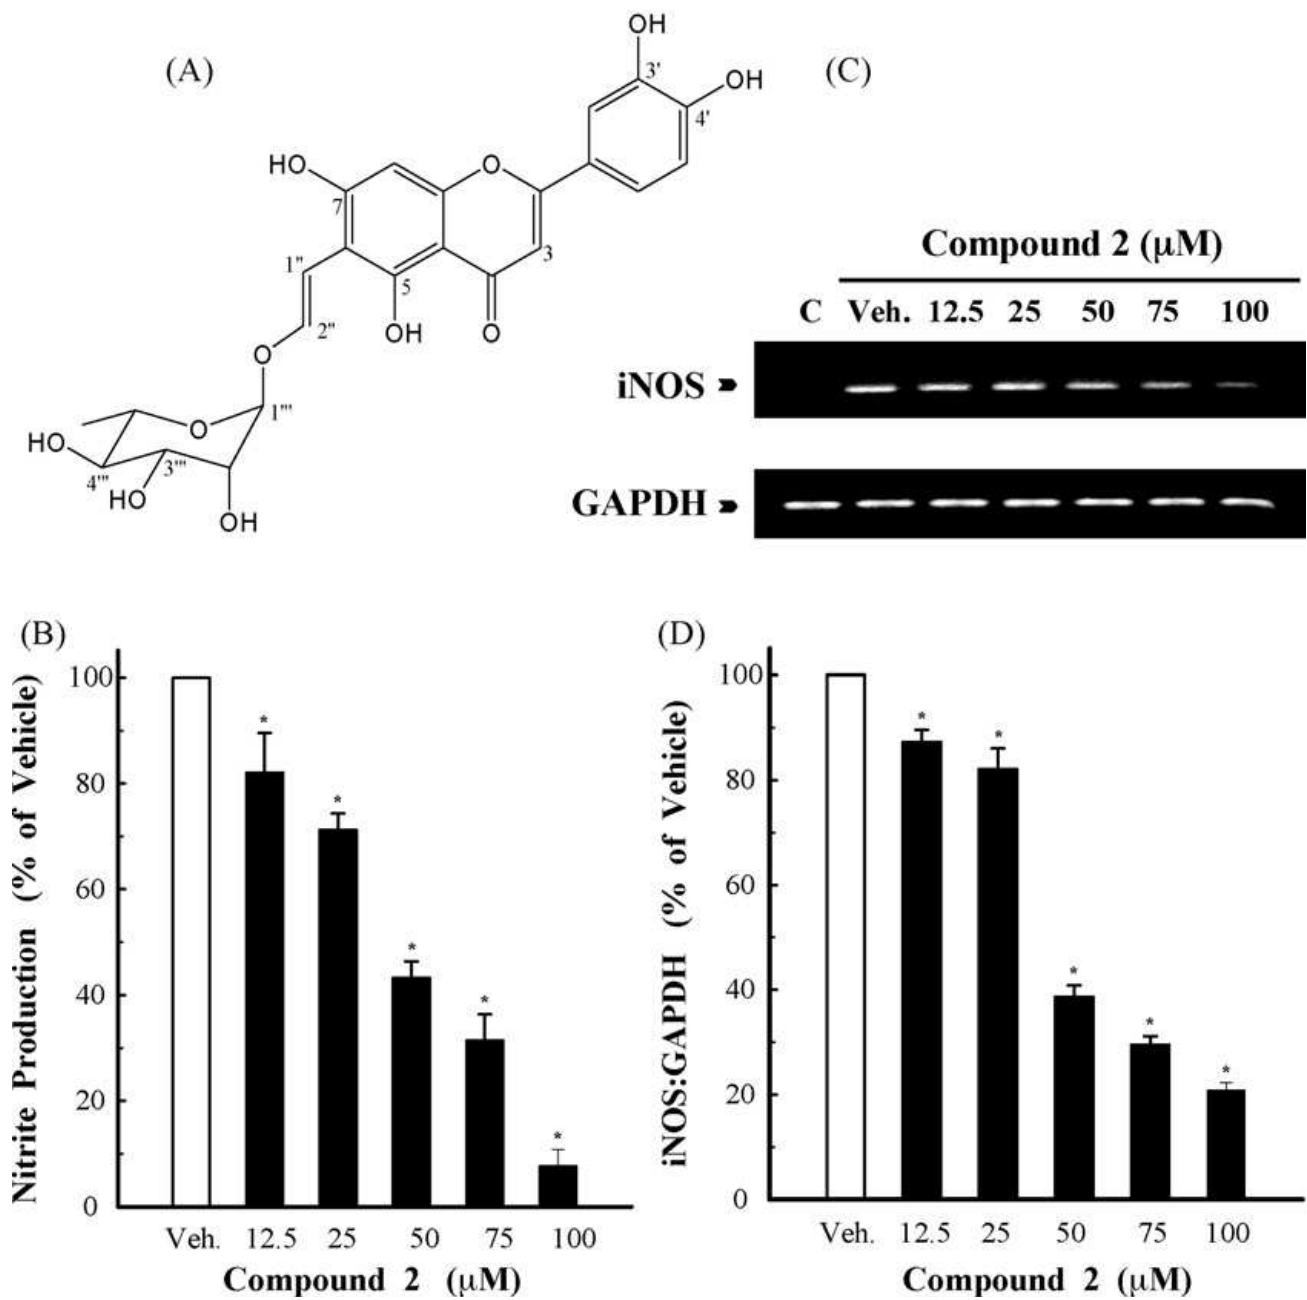 (A)
OH
3'
OH
4'
HO
O
7
3
1"
5
2"
OH
O
O
1'''
O
HO
3'''
4'''
HO
OH
(C)
Compound 2 (μM)
C Veh. 12.5 25 50 75 100
iNOS
GAPDH
(B)
Nitrite Production (% of Vehicle)
100
80
60
40
20
0
* * * * *
Veh. 12.5 25 50 75 100
Compound 2 (μM)
(D)
iNOS:GAPDH (% of Vehicle)
100
80
60
40
20
0
* * * * *
Veh. 12.5 25 50 75 100
Compound 2 (μM)